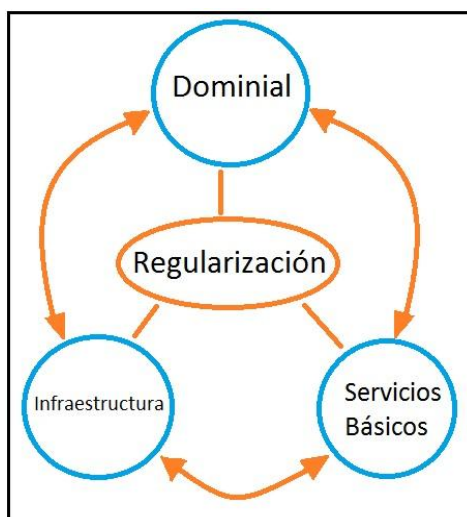 Dominial
Regularización
Infraestructura
Servicios
Básicos